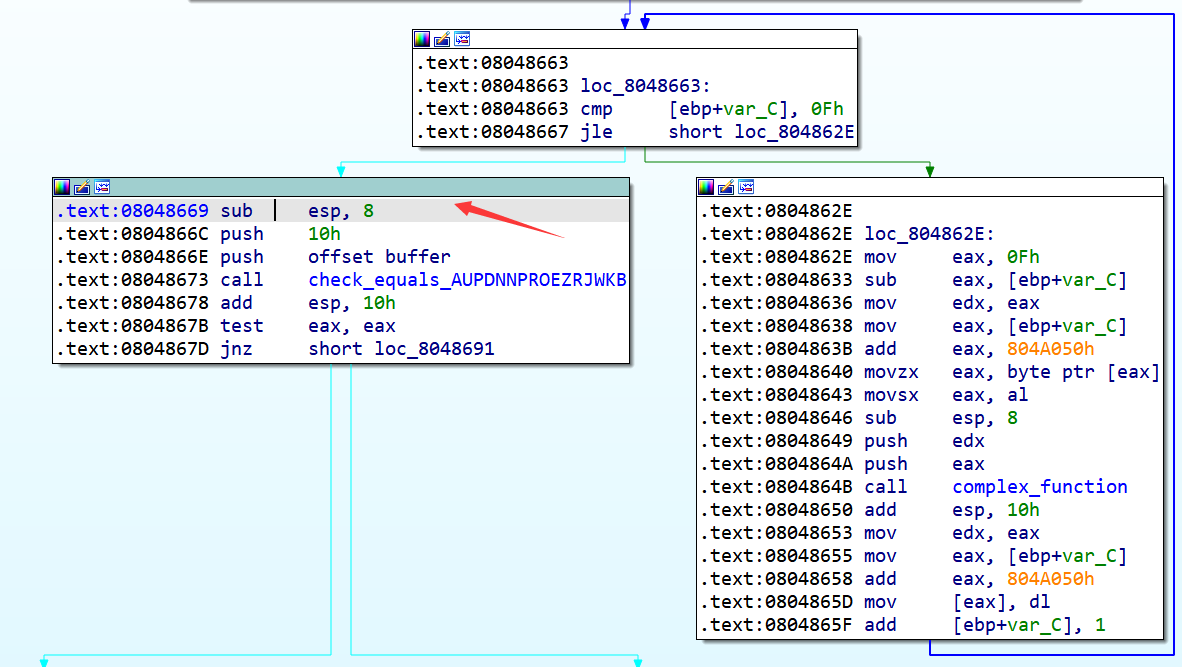 .text:08048663
.text:08048663 loc_8048663:
.text:08048663 cmp [ebp+var_C], 0Fh
.text:08048667 jle short loc_804862E
.text:08048669 sub esp, 8
.text:0804866C push 10h
.text:0804866E push offset buffer
.text:08048673 call check_equals_AUPDNNPROEZRJWKB
.text:08048678 add esp, 10h
.text:0804867B test eax, eax
.text:0804867D jnz short loc_8048691
.text:0804862E
.text:0804862E loc_804862E:
.text:0804862E mov eax, 0Fh
.text:08048633 sub eax, [ebp+var_C]
.text:08048636 mov edx, eax
.text:08048638 mov eax, [ebp+var_C]
.text:0804863B add eax, 804A050h
.text:08048640 movzx eax, byte ptr [eax]
.text:08048643 movsx eax, al
.text:08048646 sub esp, 8
.text:08048649 push edx
.text:0804864A push eax
.text:0804864B call complex_function
.text:08048650 add esp, 10h
.text:08048653 mov edx, eax
.text:08048655 mov eax, [ebp+var_C]
.text:08048658 add eax, 804A050h
.text:0804865D mov [eax], dl
.text:0804865F add [ebp+var_C], 1